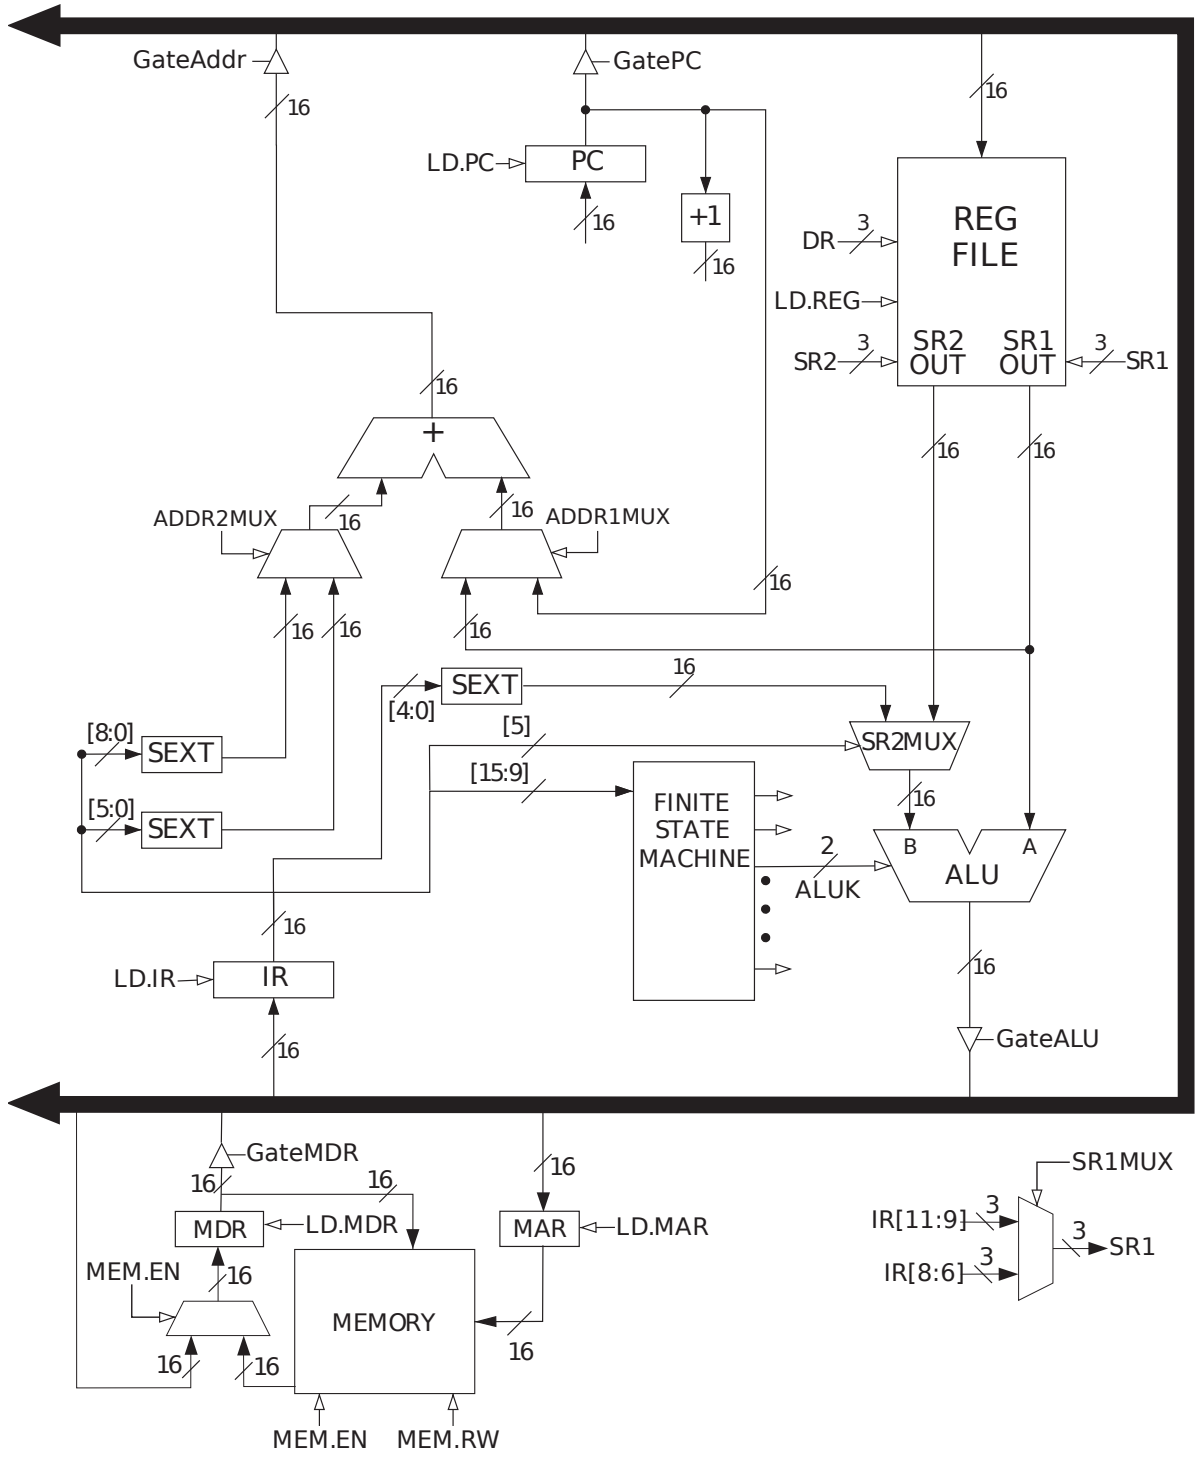 GateAddr
GatePC
16
16
LD.PC
PC
16
+1
16
REG
FILE
DR
3
LD.REG
SR2
3
SR2
OUT
SR1
OUT
3
SR1
16
+
16
16
ADDR2MUX
16
16
ADDR1MUX
16
16
16
16
[4:0]
SEXT
16
[8:0]
SEXT
[5]
SR2MUX
[15:9]
16
[5:0]
SEXT
FINITE
STATE
MACHINE
2
ALUK
B
A
ALU
16
LD.IR
IR
16
16
GateALU
GateMDR
16
16
16
MDR
LD.MDR
MAR
LD.MAR
MEM.EN
16
MEMORY
16
16
16
MEM.EN
MEM.RW
SR1MUX
IR[11:9]
3
3
SR1
IR[8:6]
3